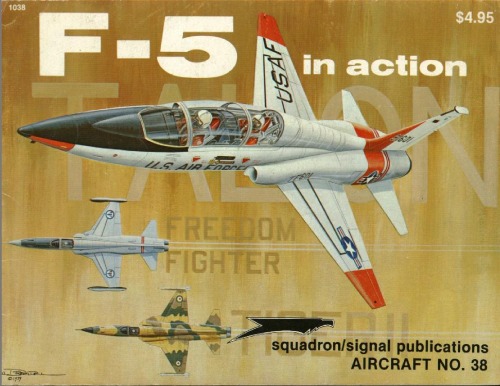 1038
$4.95
F-5 in action
TALON
USAF
U.S. AIR FORCE
FREEDOM
FIGHTER
TIGER II
squadron/signal publications
AIRCRAFT NO. 38